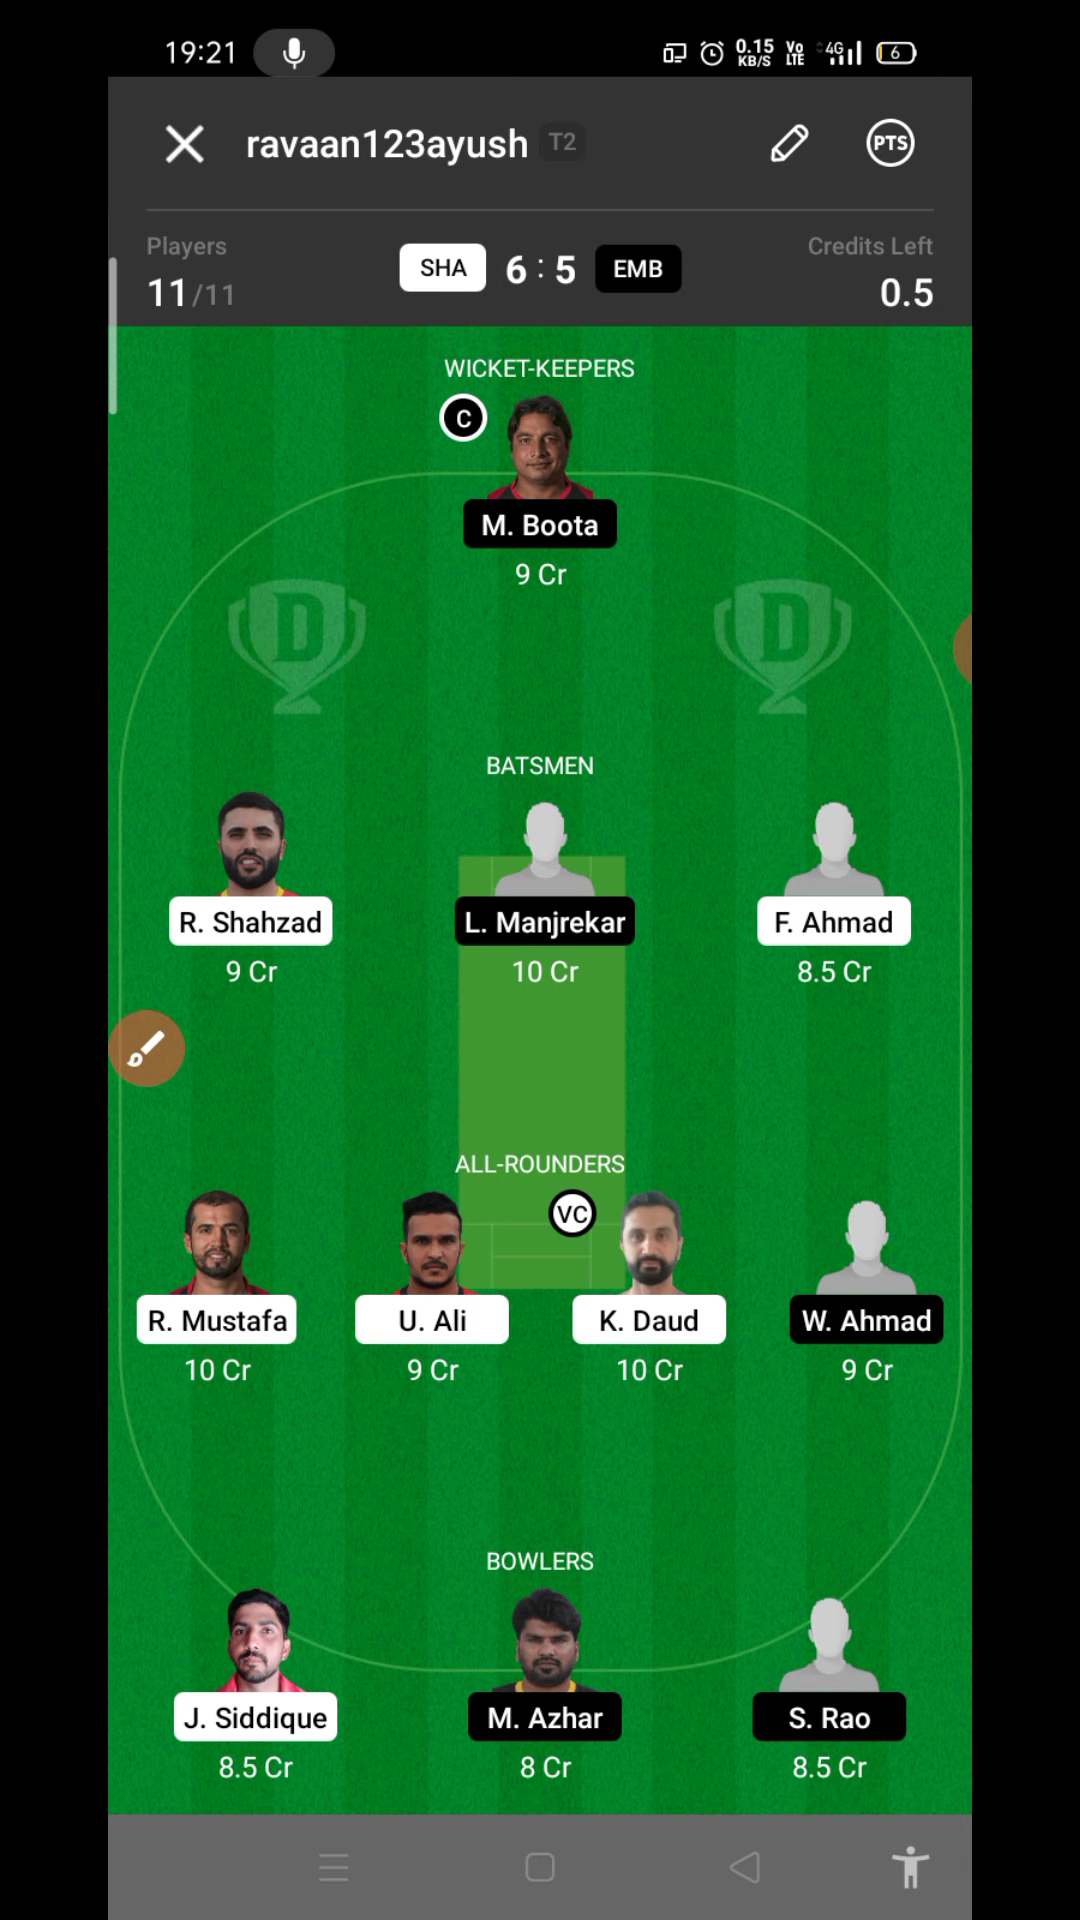 19:21
0.15 KB/S Vo LTE 4G 6
ravaan123ayush T2 PTS
Players
11/11
SHA 6 : 5 EMB
Credits Left
0.5
WICKET-KEEPERS
C
M. Boota
9 Cr
D D
BATSMEN
R. Shahzad L. Manjrekar F. Ahmad
9 Cr 10 Cr 8.5 Cr
ALL-ROUNDERS
VC
R. Mustafa U. Ali K. Daud W. Ahmad
10 Cr 9 Cr 10 Cr 9 Cr
BOWLERS
J. Siddique M. Azhar S. Rao
8.5 Cr 8 Cr 8.5 Cr